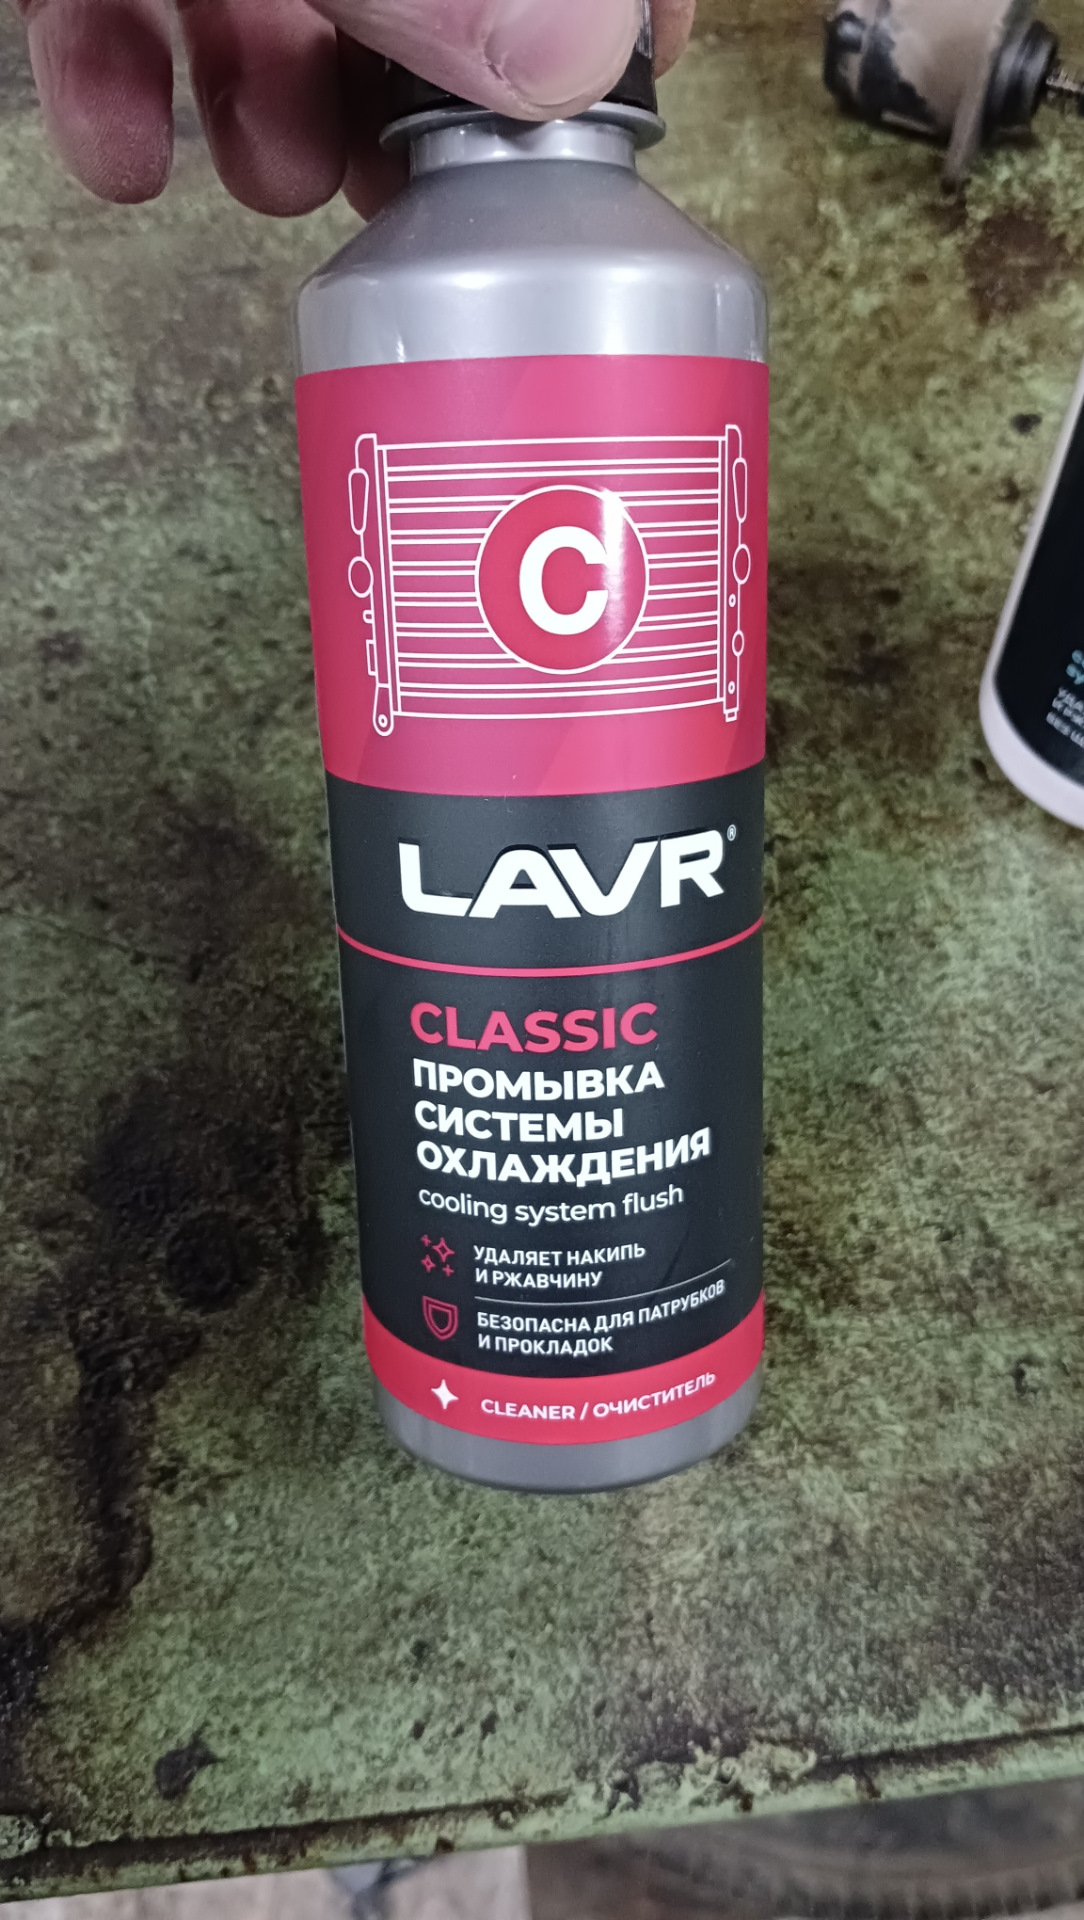 C
LAVR®
CLASSIC
ПРОМЫВКА
СИСТЕМЫ
ОХЛАЖДЕНИЯ
cooling system flush
УДАЛЯЕТ НАКИПЬ
И РЖАВЧИНУ
БЕЗОПАСНА ДЛЯ ПАТРУБКОВ
И ПРОКЛАДОК
CLEANER / ОЧИСТИТЕЛЬ